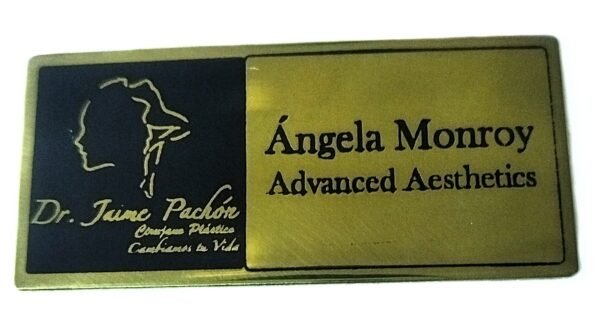 Dr. Jaime Pachón
Cirujano Plástico
Cambiamos tu Vida
Ángela Monroy
Advanced Aesthetics